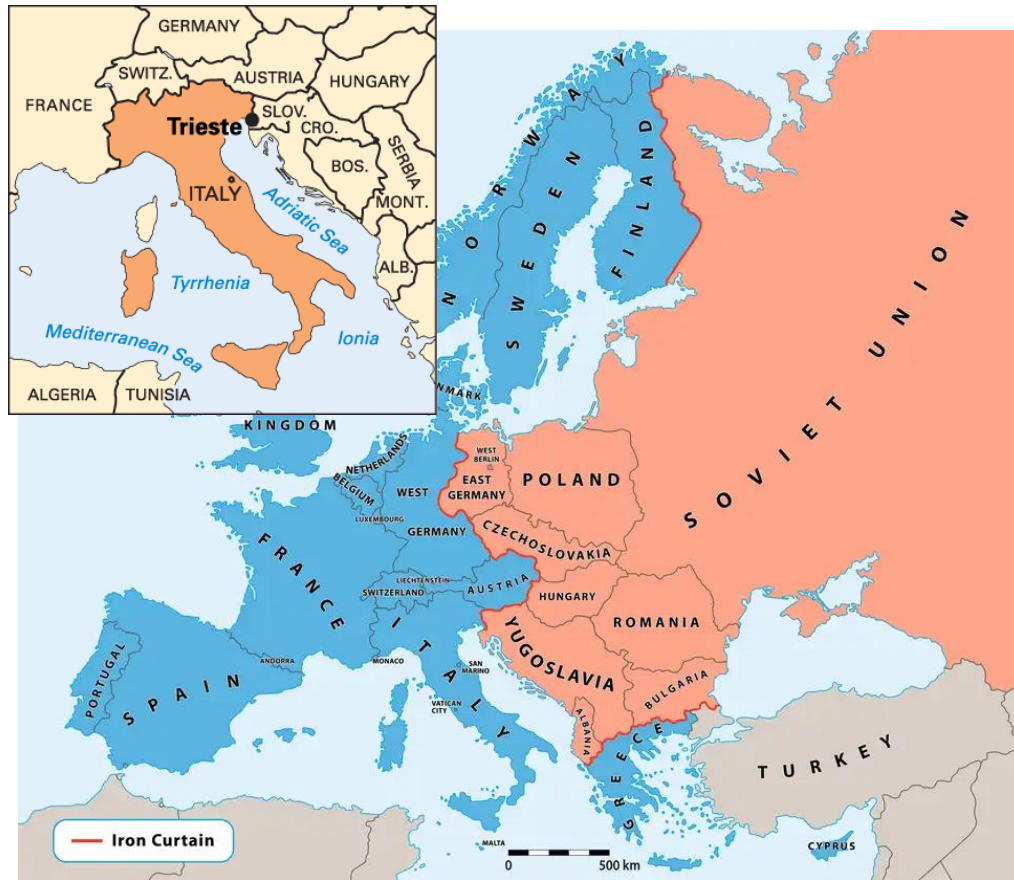 GERMANY
SWITZ.
AUSTRIA
HUNGARY
FRANCE
SLOV.
Trieste
CRO.
BOS.
SERBIA
MONT.
ITALY
Adriatic Sea
ALB.
Tyrrhenia
Mediterranean Sea
Ionia
ALGERIA
TUNISIA
NORWAY
SWEDEN
FINLAND
SOVIET UNION
NMARK
KINGDOM
NETHERLANDS
BELGIUM
LUXEMBOURG
WEST
GERMANY
WEST
BERLIN
EAST
GERMANY
POLAND
CZECHOSLOVAKIA
FRANCE
LIECHTENSTEIN
SWITZERLAND
AUSTRIA
HUNGARY
ROMANIA
YUGOSLAVIA
BULGARIA
ALBANIA
ITALY
SAN
MARINO
MONACO
VATICAN
CITY
ANDORRA
PORTUGAL
SPAIN
GREECE
TURKEY
CYPRUS
MALTA
Iron Curtain
0 500 km